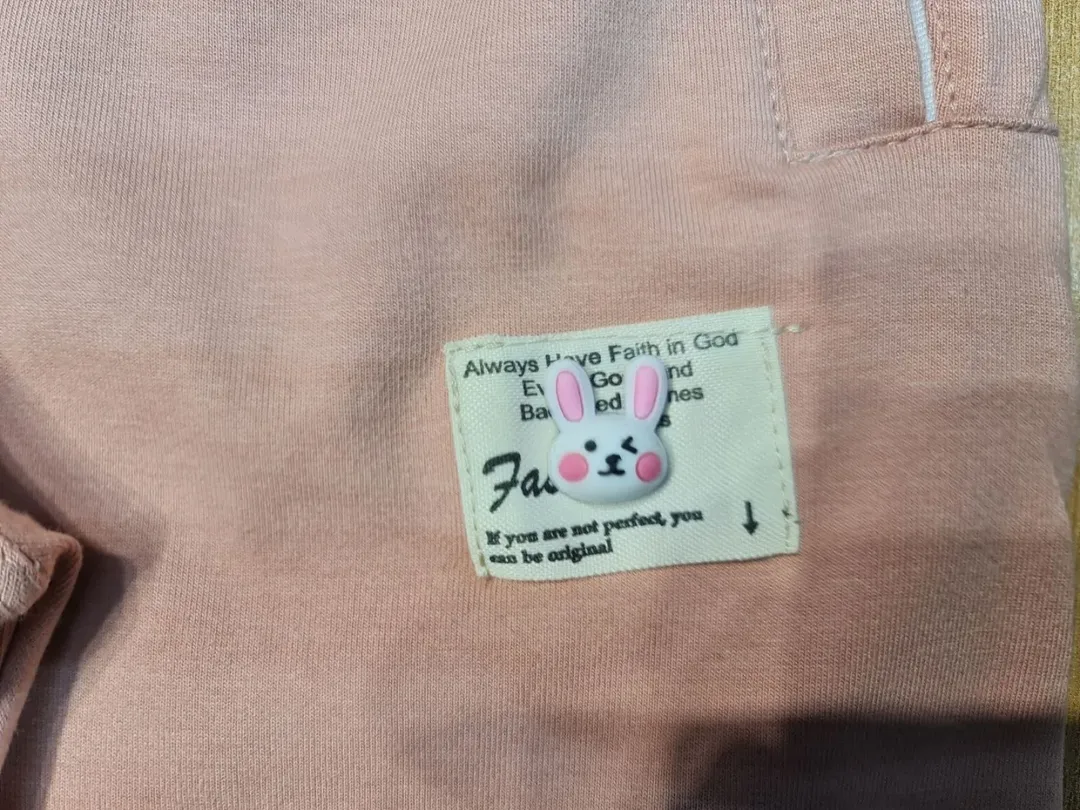 Always Have Faith in God
Go nd
Ba ed nes
s
Fa
If you are not perfect, you
can be original